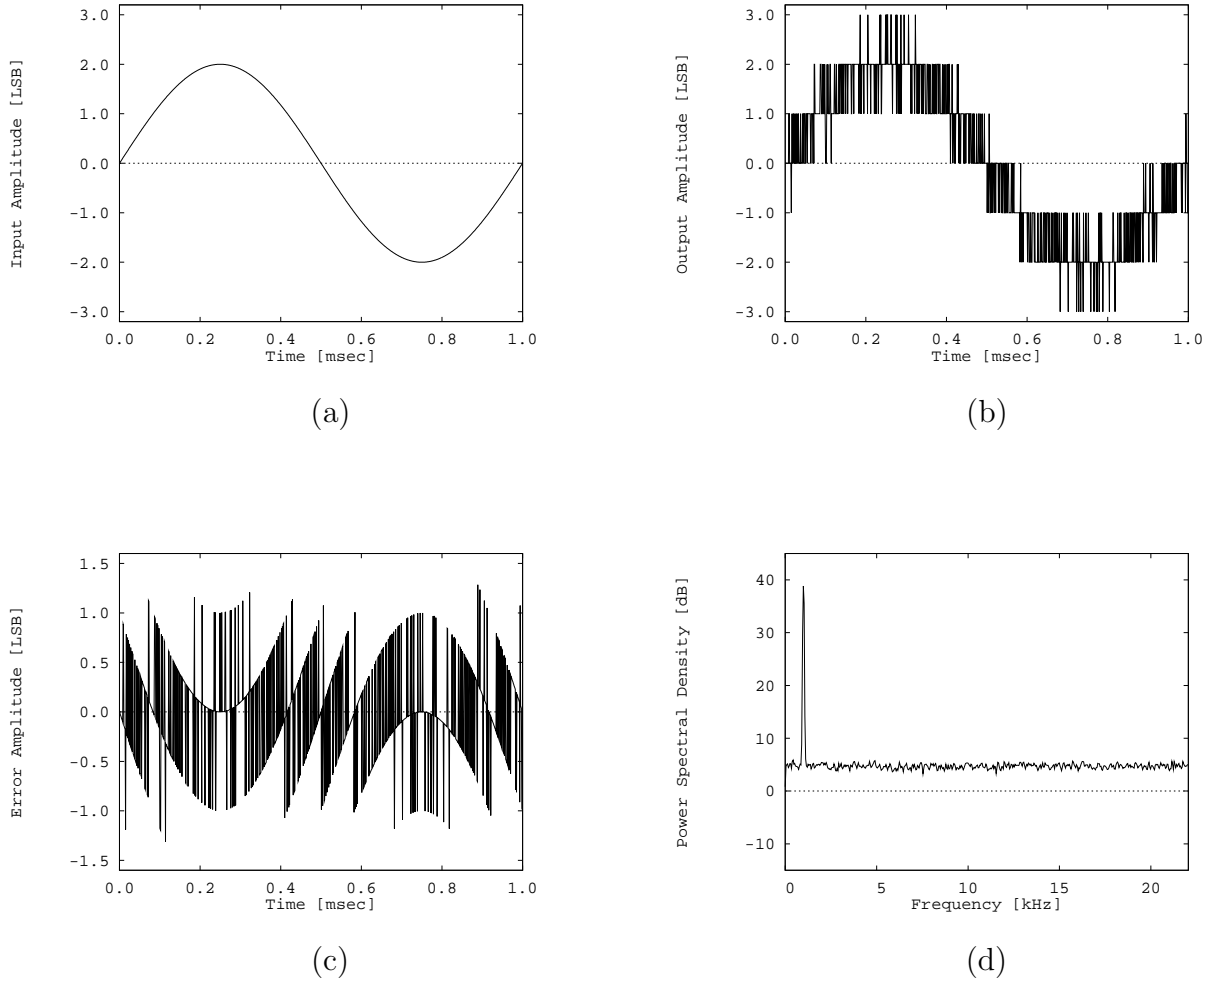 3.0
2.0
1.0
0.0
-1.0
-2.0
-3.0
Input Amplitude [LSB]
0.0 0.2 0.4 0.6 0.8 1.0
Time [msec]
(a)
3.0
2.0
1.0
0.0
-1.0
-2.0
-3.0
Output Amplitude [LSB]
0.0 0.2 0.4 0.6 0.8 1.0
Time [msec]
(b)
1.5
1.0
0.5
0.0
-0.5
-1.0
-1.5
Error Amplitude [LSB]
0.0 0.2 0.4 0.6 0.8 1.0
Time [msec]
(c)
40
30
20
10
0
-10
Power Spectral Density [dB]
0 5 10 15 20
Frequency [kHz]
(d)